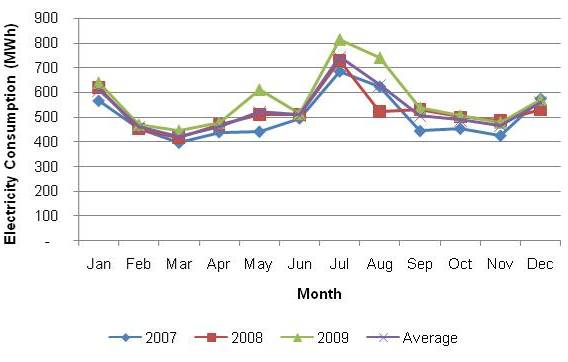 Electricity Consumption (MWh)
900
800
700
600
500
400
300
200
100
-
Jan Feb Mar Apr May Jun Jul Aug Sep Oct Nov Dec
Month
2007 2008 2009 Average